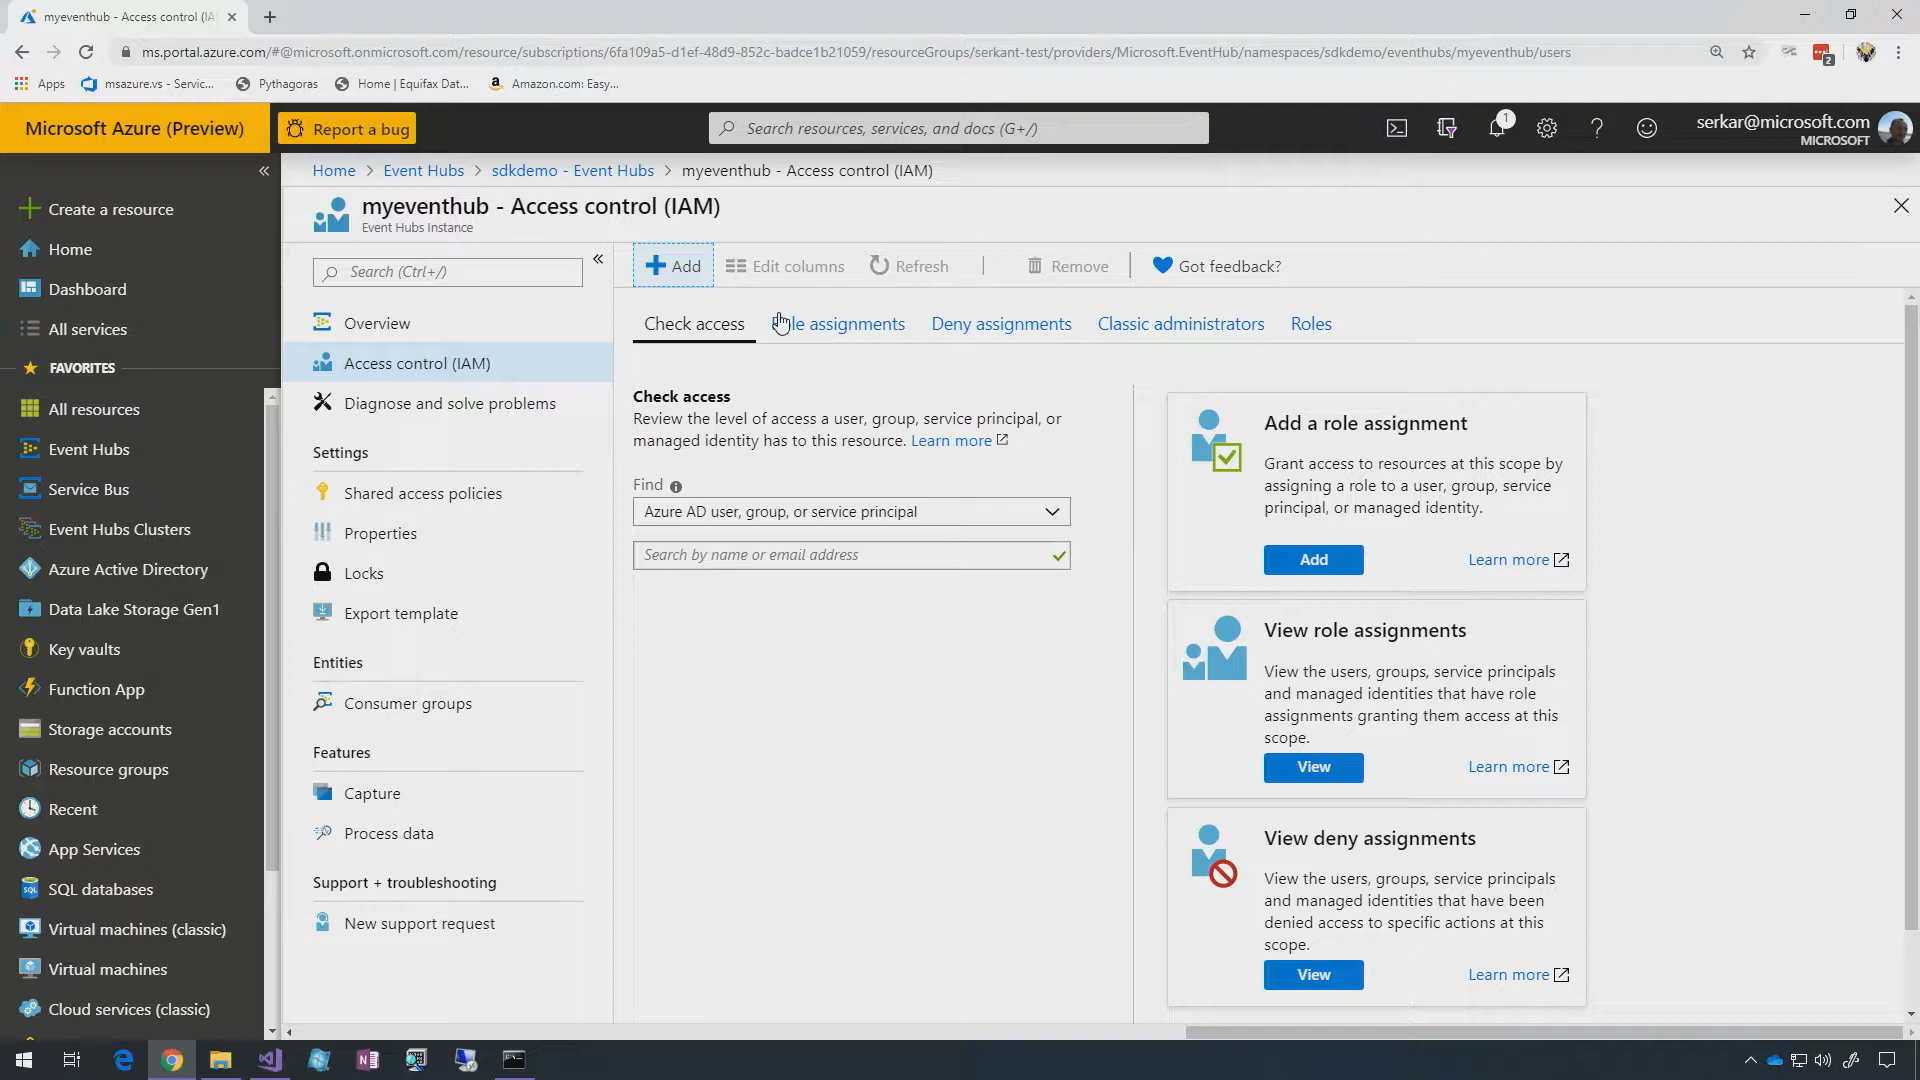 myeventhub - Access control (IA
ms.portal.azure.com/#@microsoft.onmicrosoft.com/resource/subscriptions/6fa109a5-d1ef-48d9-852c-badce1b21059/resourceGroups/serkant-test/providers/Microsoft.EventHub/namespaces/sdkdemo/eventhubs/myeventhub/users
2
Apps
msazure.vs - Servic...
Pythagoras
Home | Equifax Dat...
Amazon.com: Easy...
Microsoft Azure (Preview)
Report a bug
Search resources, services, and docs (G+/)
1
serkar@microsoft.com
MICROSOFT
Home > Event Hubs > sdkdemo - Event Hubs > myeventhub - Access control (IAM)
myeventhub - Access control (IAM)
Event Hubs Instance
Create a resource
Home
Dashboard
All services
FAVORITES
All resources
Event Hubs
Service Bus
Event Hubs Clusters
Azure Active Directory
Data Lake Storage Gen1
Key vaults
Function App
Storage accounts
Resource groups
Recent
App Services
SQL databases
Virtual machines (classic)
Virtual machines
Cloud services (classic)
Search (Ctrl+/)
Overview
Access control (IAM)
Diagnose and solve problems
Settings
Shared access policies
Properties
Locks
Export template
Entities
Consumer groups
Features
Capture
Process data
Support + troubleshooting
New support request
Add
Edit columns
Refresh
Remove
Got feedback?
Check access
le assignments
Deny assignments
Classic administrators
Roles
Check access
Review the level of access a user, group, service principal, or
managed identity has to this resource. Learn more
Find
Azure AD user, group, or service principal
Search by name or email address
Add a role assignment
Grant access to resources at this scope by
assigning a role to a user, group, service
principal, or managed identity.
Add
Learn more
View role assignments
View the users, groups, service principals
and managed identities that have role
assignments granting them access at this
scope.
View
Learn more
View deny assignments
View the users, groups, service principals
and managed identities that have been
denied access to specific actions at this
scope.
View
Learn more